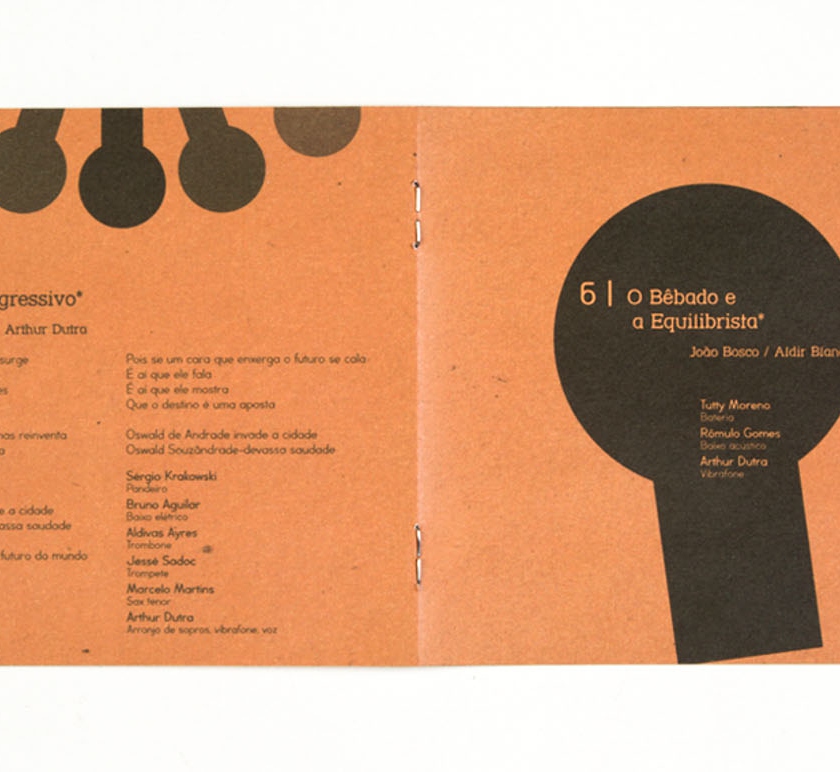 gressivo*
Arthur Dutra
surge
es
nas reinventa
a
e a cidade
assa saudade
futuro do mundo
Pois se um cara que enxerga o futuro se cala
É aí que ele fala
É aí que ele mostra
Que o destino é uma aposta
Oswald de Andrade invade a cidade
Oswald Souzândrade-devassa saudade
Sérgio Krakowski
Pandeiro
Bruno Aguilar
Baixo elétrico
Aldivas Ayres
Trombone
Jessé Sadoc
Trompete
Marcelo Martins
Sax tenor
Arthur Dutra
Arranjo de sopros, vibrafone, voz
6 | O Bêbado e
a Equilibrista*
João Bosco / Aldir Blanc
Tutty Moreno
Bateria
Rômulo Gomes
Baixo acústico
Arthur Dutra
Vibrafone